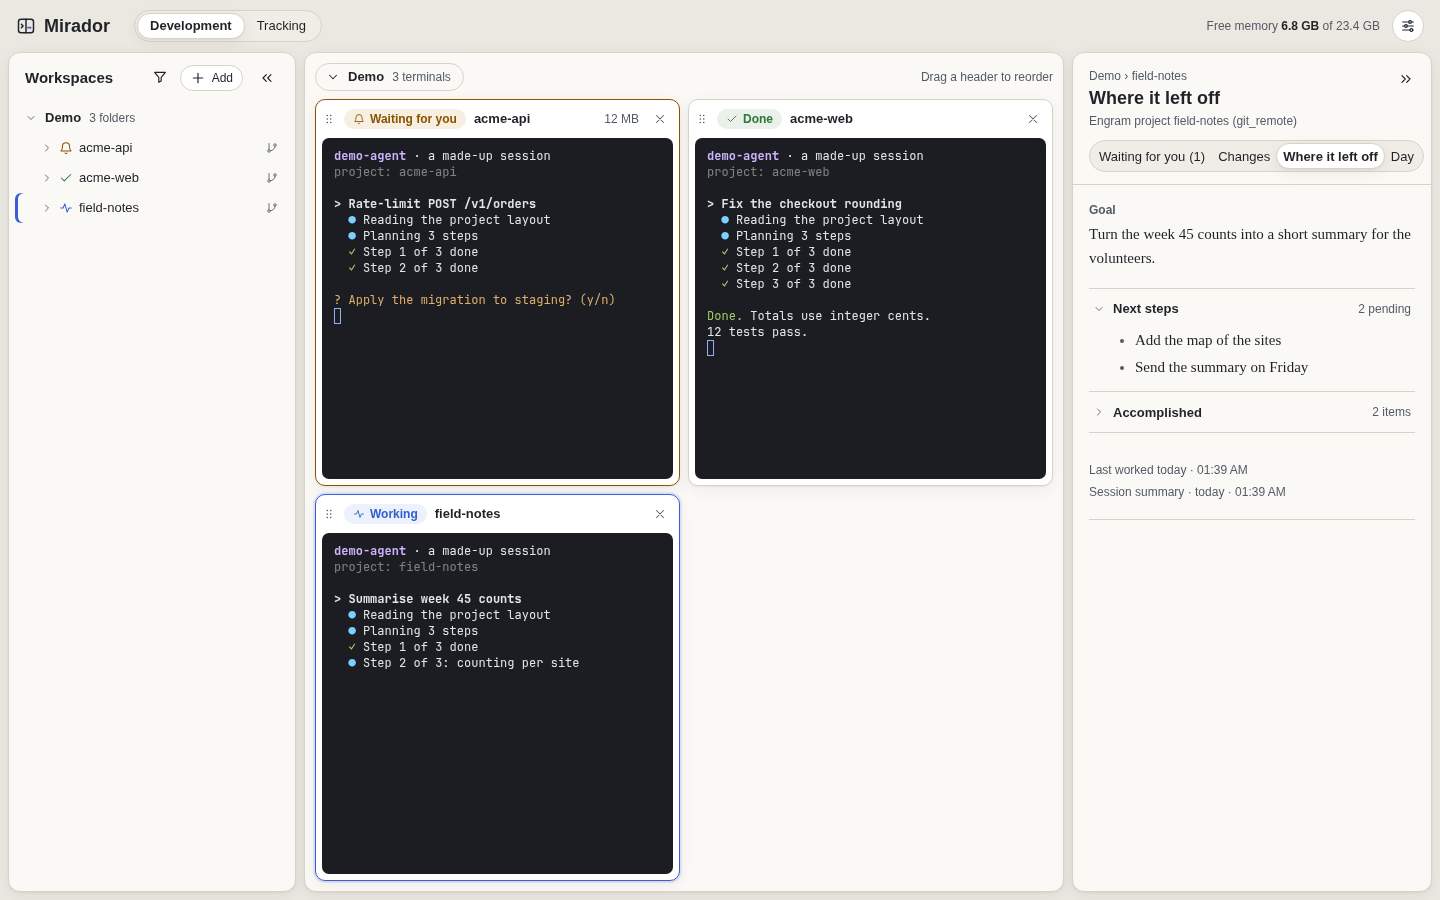 Mirador
Development
Tracking
Free memory 6.8 GB of 23.4 GB
Workspaces
Add
Demo 3 folders
acme-api
acme-web
field-notes
Demo 3 terminals
Drag a header to reorder
Waiting for you acme-api 12 MB
demo-agent · a made-up session
project: acme-api
> Rate-limit POST /v1/orders
● Reading the project layout
● Planning 3 steps
✓ Step 1 of 3 done
✓ Step 2 of 3 done
? Apply the migration to staging? (y/n)
Done acme-web
demo-agent · a made-up session
project: acme-web
> Fix the checkout rounding
● Reading the project layout
● Planning 3 steps
✓ Step 1 of 3 done
✓ Step 2 of 3 done
✓ Step 3 of 3 done
Done. Totals use integer cents.
12 tests pass.
Working field-notes
demo-agent · a made-up session
project: field-notes
> Summarise week 45 counts
● Reading the project layout
● Planning 3 steps
✓ Step 1 of 3 done
● Step 2 of 3: counting per site
Demo › field-notes
Where it left off
Engram project field-notes (git_remote)
Waiting for you (1) Changes Where it left off Day
Goal
Turn the week 45 counts into a short summary for the
volunteers.
Next steps 2 pending
• Add the map of the sites
• Send the summary on Friday
Accomplished 2 items
Last worked today · 01:39 AM
Session summary · today · 01:39 AM